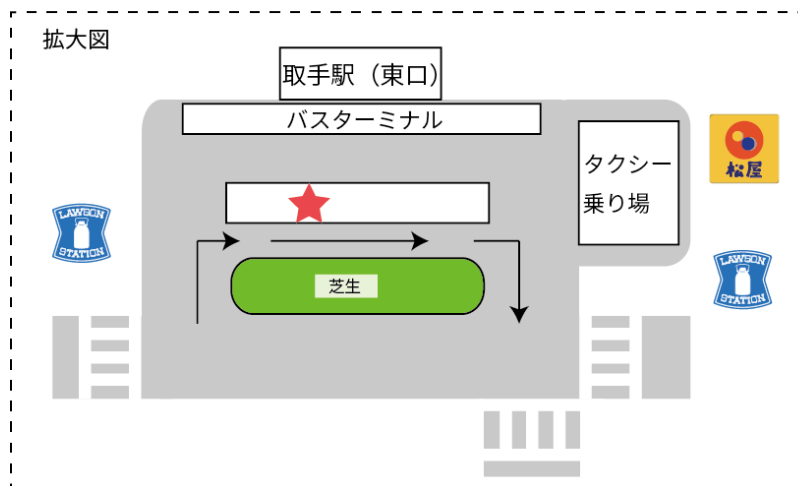 拡大図
取手駅（東口）
バスターミナル
タクシー
乗り場
松屋
LAWSON
STATION
LAWSON
STATION
芝生